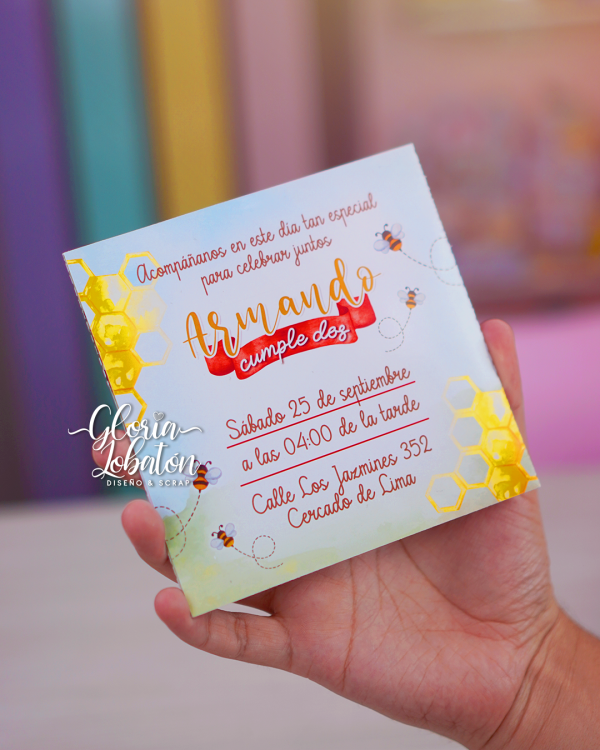 Acompáñanos en este día tan especial
para celebrar juntos
Armando
cumple dos
Sábado 25 de septiembre
a las 04:00 de la tarde
Calle Los Jazmines 352
Cercado de Lima
Gloria
Lobatón
DISEÑO & SCRAP